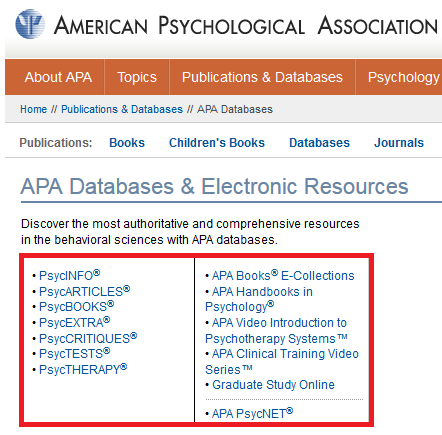 AMERICAN PSYCHOLOGICAL ASSOCIATION
About APA Topics Publications & Databases Psychology
Home // Publications & Databases // APA Databases
Publications: Books Children's Books Databases Journals
APA Databases & Electronic Resources
Discover the most authoritative and comprehensive resources
in the behavioral sciences with APA databases.
• PsycINFO®
• PsycARTICLES®
• PsycBOOKS®
• PsycEXTRA®
• PsycCRITIQUES®
• PsycTESTS®
• PsycTHERAPY®
• APA Books® E-Collections
• APA Handbooks in
Psychology®
• APA Video Introduction to
Psychotherapy Systems™
• APA Clinical Training Video
Series™
• Graduate Study Online
• APA PsycNET®